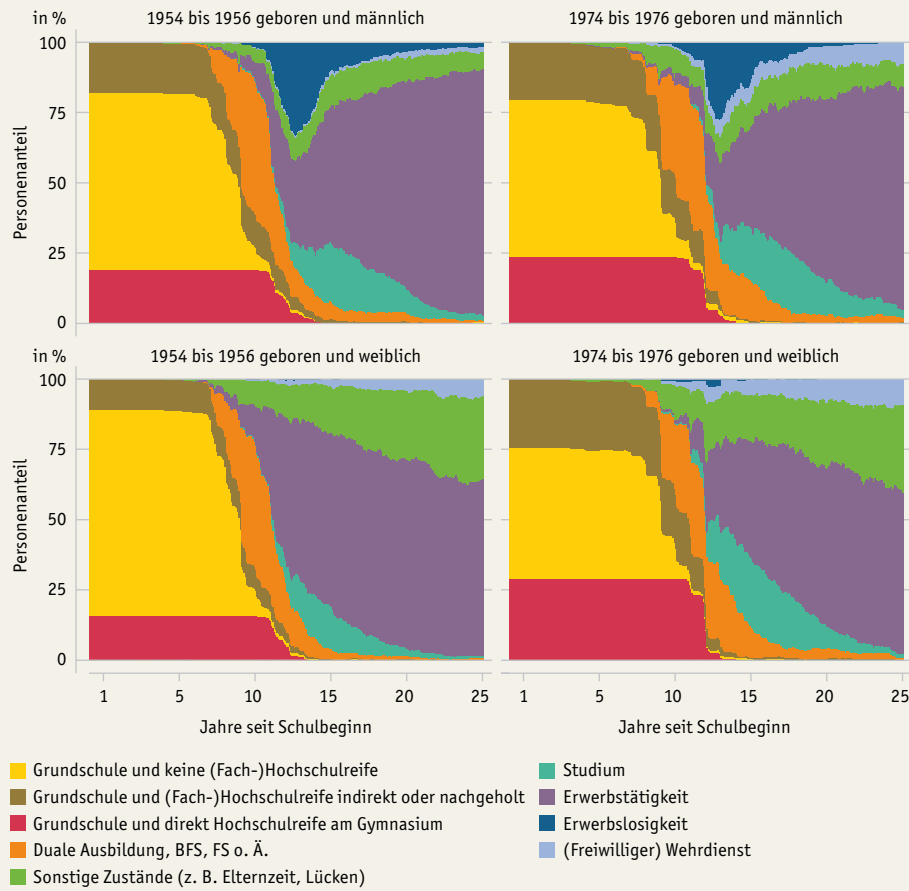 in % 1954 bis 1956 geboren und männlich 1974 bis 1976 geboren und männlich
100
75
50
25
0
Personenanteil
in % 1954 bis 1956 geboren und weiblich 1974 bis 1976 geboren und weiblich
100
75
50
25
0
Personenanteil
1 5 10 15 20 25 1 5 10 15 20 25
Jahre seit Schulbeginn Jahre seit Schulbeginn
Grundschule und keine (Fach-)Hochschulreife
Grundschule und (Fach-)Hochschulreife indirekt oder nachgeholt
Grundschule und direkt Hochschulreife am Gymnasium
Duale Ausbildung, BFS, FS o. Ä.
Sonstige Zustände (z. B. Elternzeit, Lücken)
Studium
Erwerbstätigkeit
Erwerbslosigkeit
(Freiwilliger) Wehrdienst